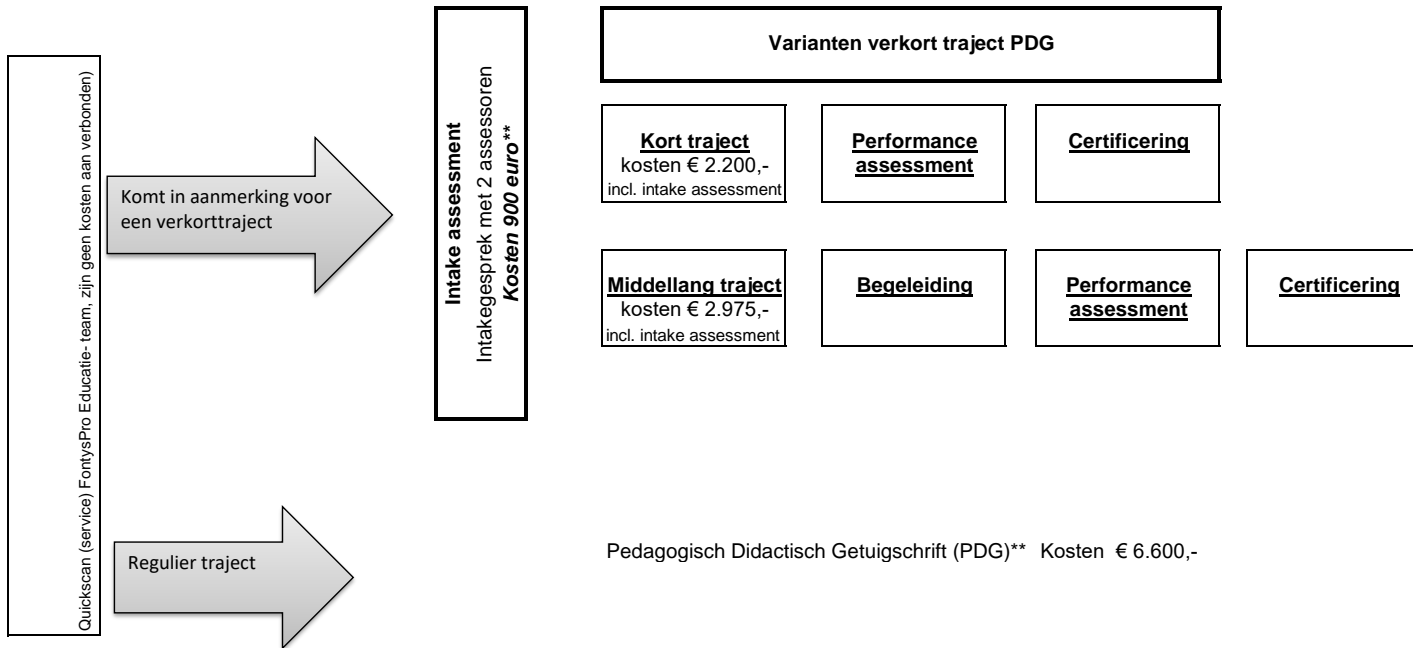 Quickscan (service) FontysPro Educatie- team, zijn geen kosten aan verbonden)
Komt in aanmerking voor
een verkorttraject
Intake assessment
Intakegesprek met 2 assessoren
Kosten 900 euro**
Varianten verkort traject PDG
Kort traject
kosten € 2.200,-
incl. intake assessment
Performance
assessment
Certificering
Middellang traject
kosten € 2.975,-
incl. intake assessment
Begeleiding
Performance
assessment
Certificering
Regulier traject
Pedagogisch Didactisch Getuigschrift (PDG)** Kosten € 6.600,-